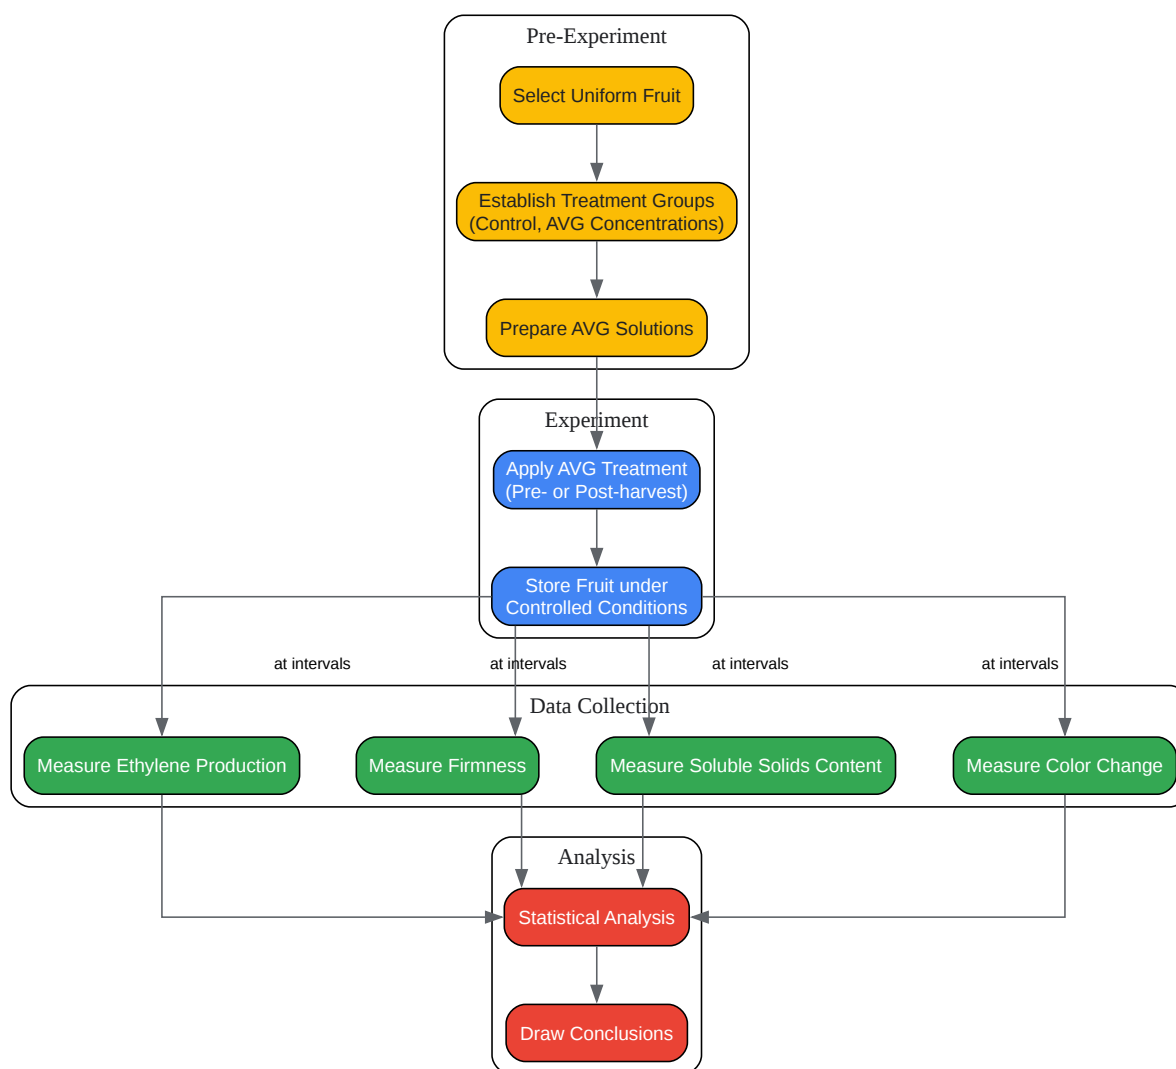 Pre-Experiment
Select Uniform Fruit
Establish Treatment Groups
(Control, AVG Concentrations)
Prepare AVG Solutions
Experiment
Apply AVG Treatment
(Pre- or Post-harvest)
Store Fruit under
Controlled Conditions
at intervals
at intervals
at intervals
at intervals
Data Collection
Measure Ethylene Production
Measure Firmness
Measure Soluble Solids Content
Measure Color Change
Analysis
Statistical Analysis
Draw Conclusions